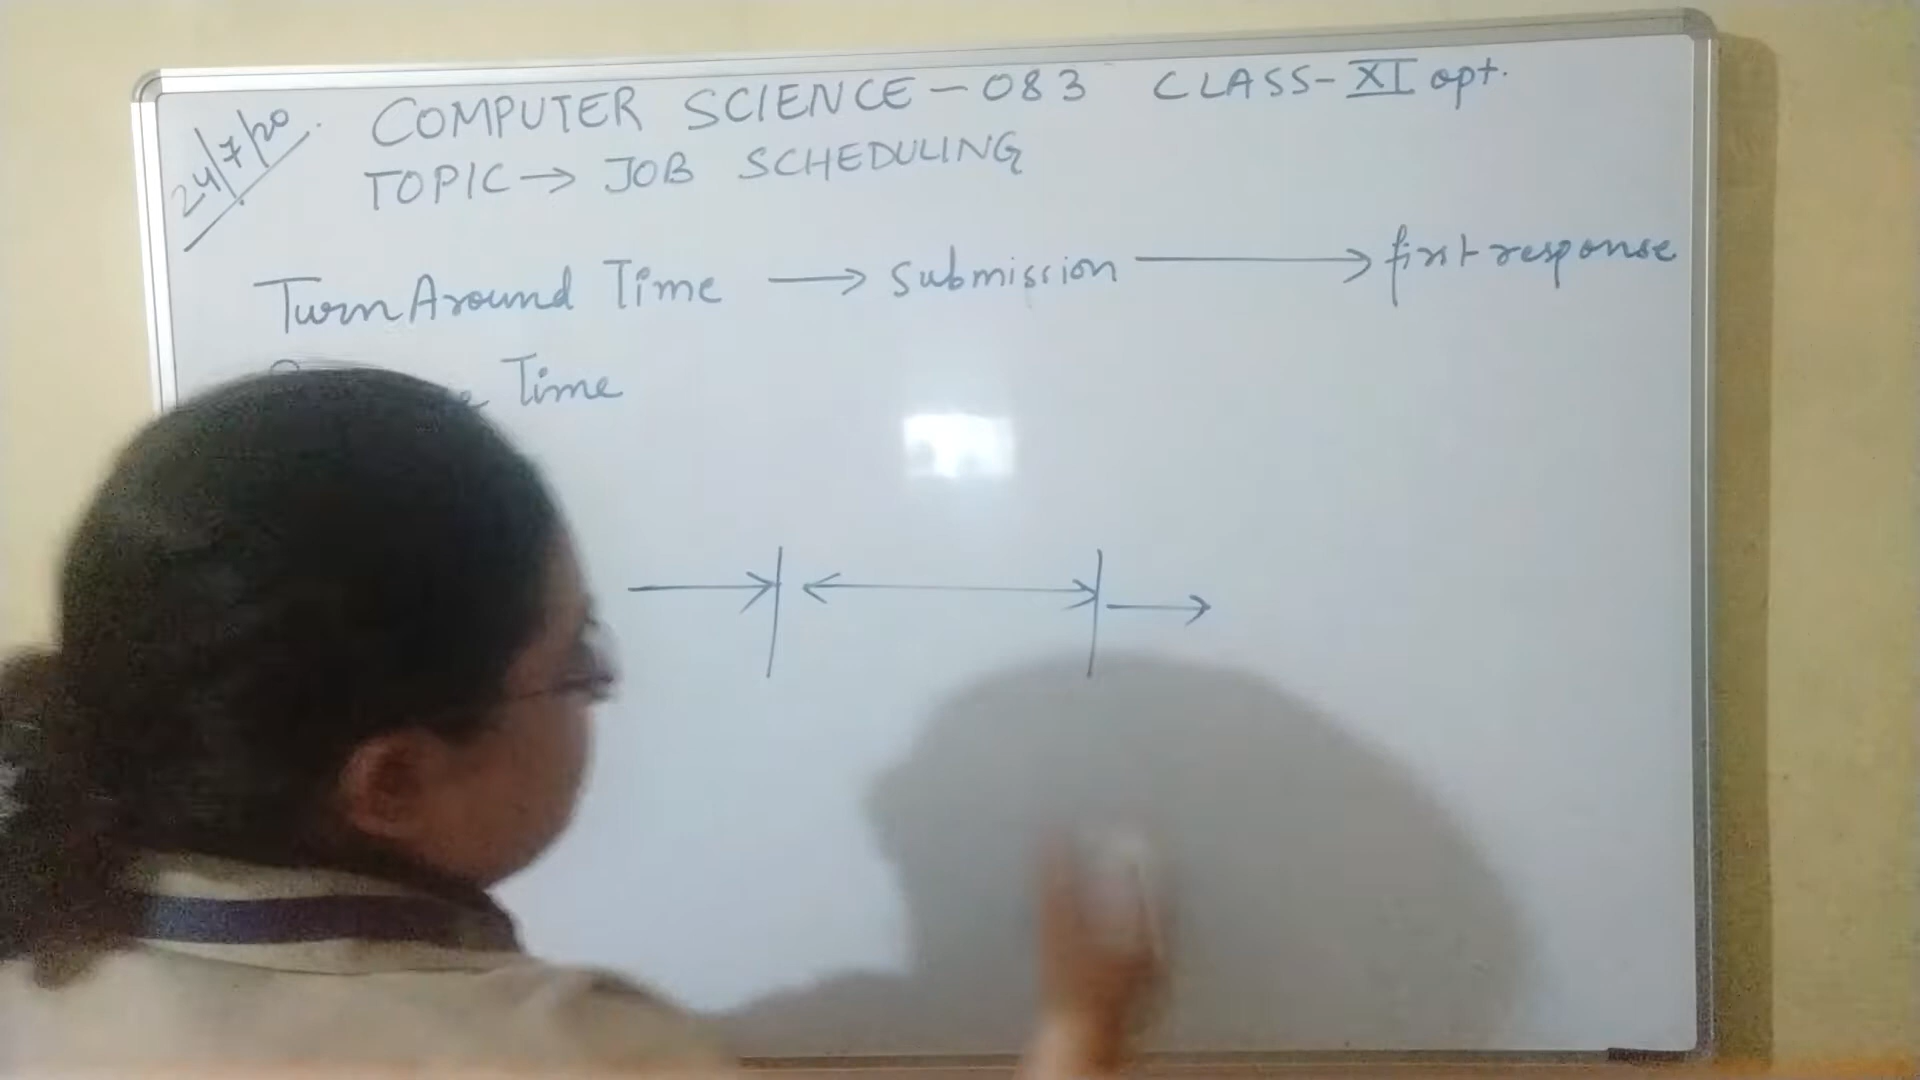 24/7/20.
COMPUTER SCIENCE - 083 CLASS - XI opt.
TOPIC → JOB SCHEDULING
Turn Around Time → Submission → first response
Time